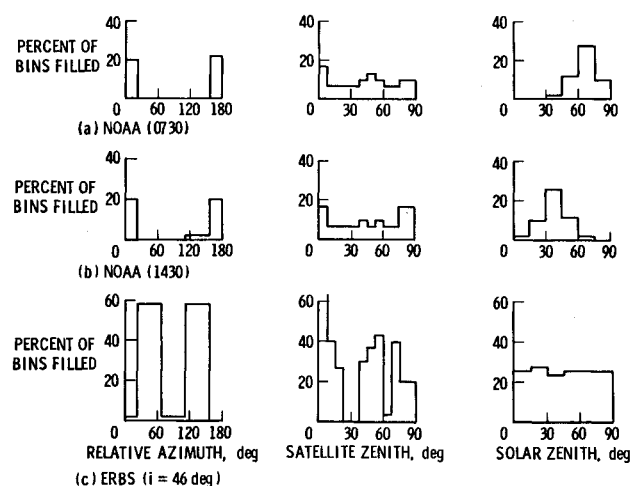 40
40
40
PERCENT OF
BINS FILLED
20
20
20
0 60 120 180
0 30 60 90
0 30 60 90
(a) NOAA (0730)
40
40
40
PERCENT OF
BINS FILLED
20
20
20
0 60 120 180
0 30 60 90
0 30 60 90
(b) NOAA (1430)
60
60
60
PERCENT OF
BINS FILLED
40
40
40
20
20
20
0 60 120 180
0 30 60 90
0 30 60 90
RELATIVE AZIMUTH, deg
SATELLITE ZENITH, deg
SOLAR ZENITH, deg
(c) ERBS (i = 46 deg)